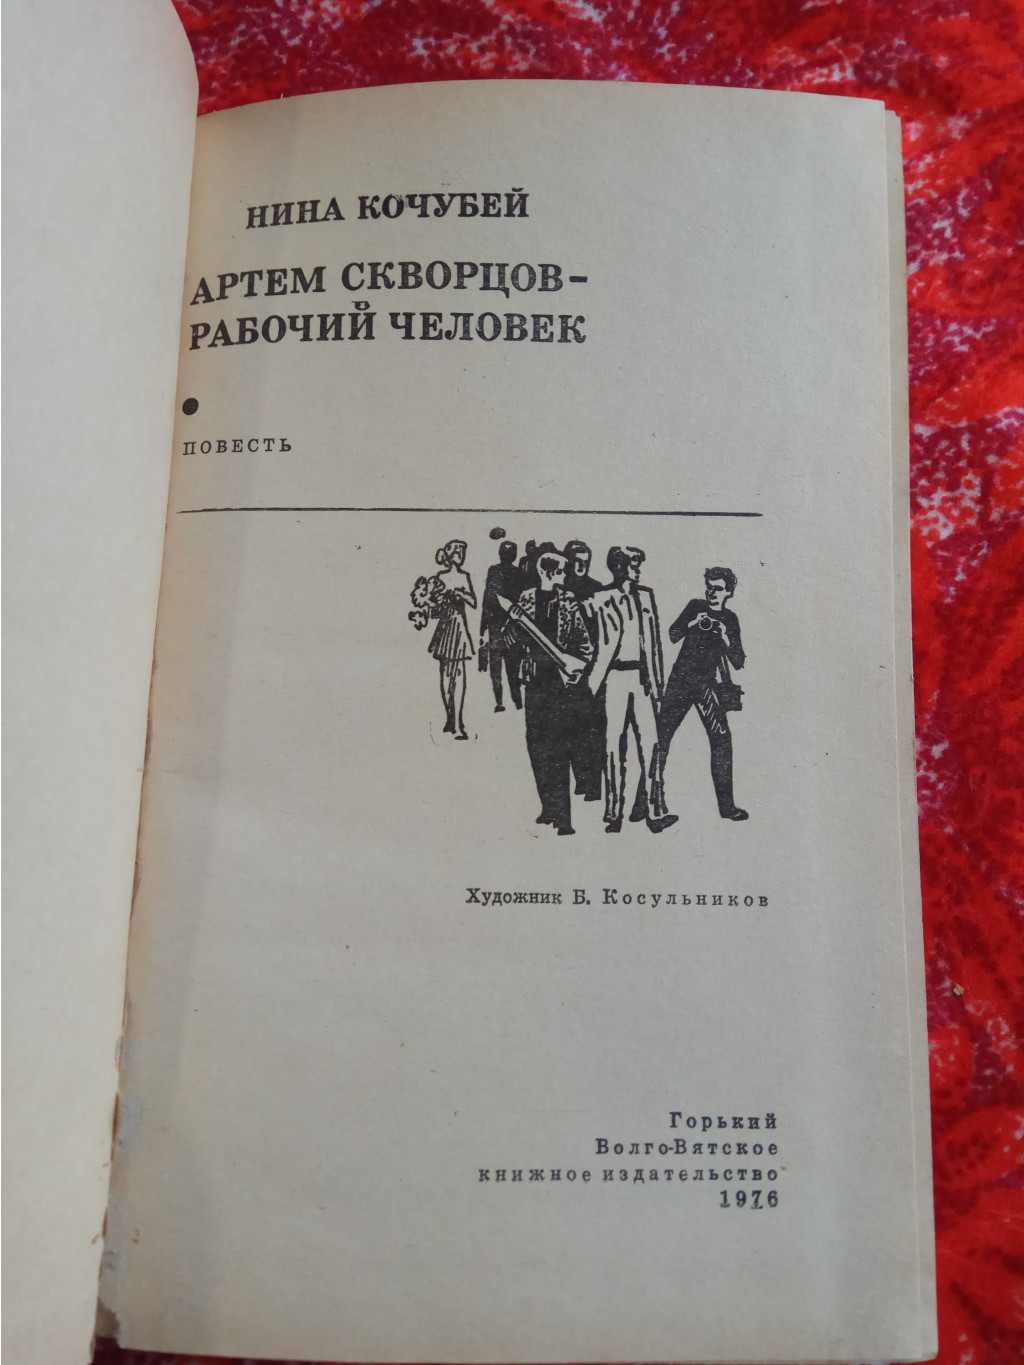 НИНА КОЧУБЕЙ
АРТЕМ СКВОРЦОВ–
РАБОЧИЙ ЧЕЛОВЕК
ПОВЕСТЬ
Художник Б. Косульников
Горький
Волго-Вятское
книжное издательство
1976